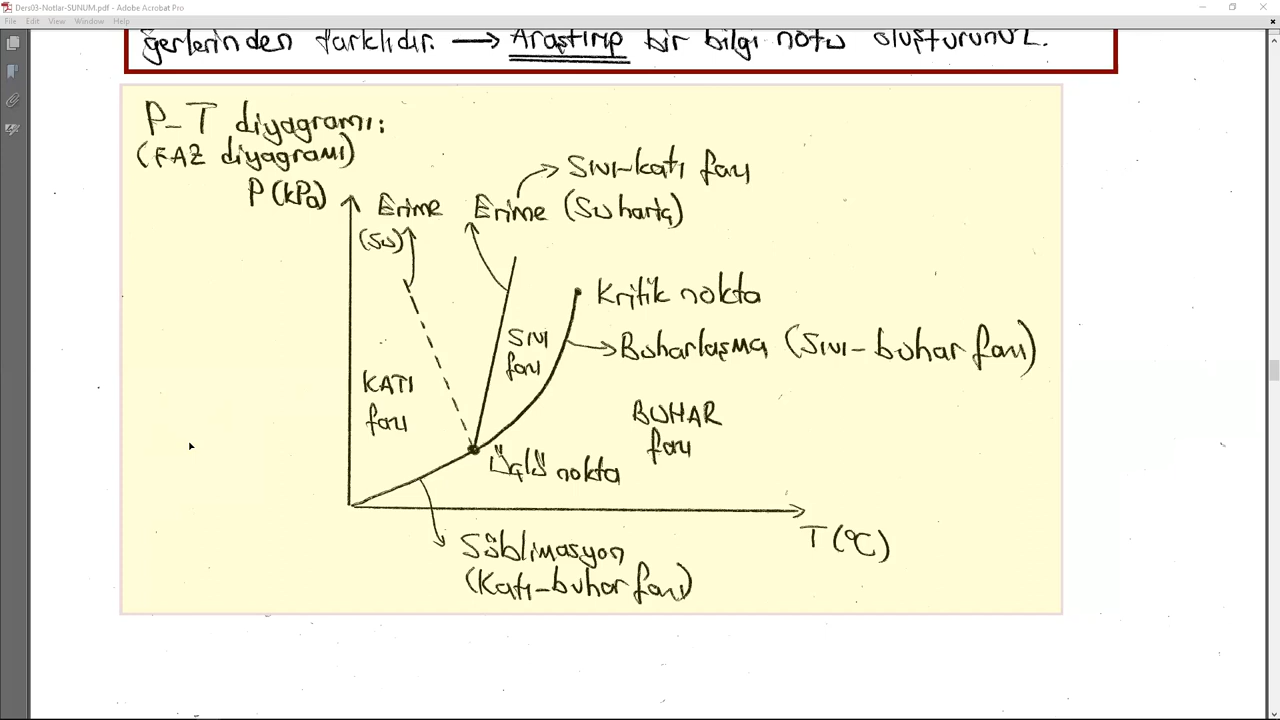 Ders03-Notlar-SUNUM.pdf - Adobe Acrobat Pro
File Edit View Window Help
ğerlerinden farklıdır. → Araştırıp bir bilgi notu oluşturunuz.
P-T diyagramı:
(FAZ diyagramı)
Sıvı-katı fazı
P(kPa)
Erime
(su)
Erime (Su hariç)
Kritik nokta
SIVI
fazı
Buharlaşma (Sıvı-buhar fazı)
KATI
fazı
BUHAR
fazı
Üçlü nokta
T(°C)
Süblimasyon
(Katı-buhar fazı)